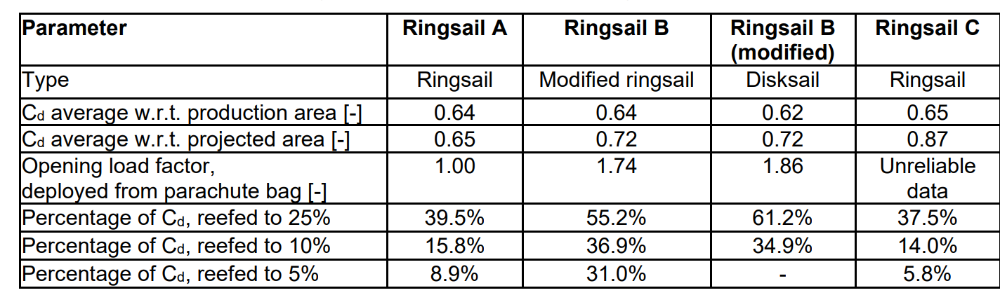 Parameter Ringsail A Ringsail B Ringsail B (modified) Ringsail C
Type Ringsail Modified ringsail Disksail Ringsail
Cd average w.r.t. production area [-] 0.64 0.64 0.62 0.65
Cd average w.r.t. projected area [-] 0.65 0.72 0.72 0.87
Opening load factor, deployed from parachute bag [-] 1.00 1.74 1.86 Unreliable data
Percentage of Cd, reefed to 25% 39.5% 55.2% 61.2% 37.5%
Percentage of Cd, reefed to 10% 15.8% 36.9% 34.9% 14.0%
Percentage of Cd, reefed to 5% 8.9% 31.0% - 5.8%